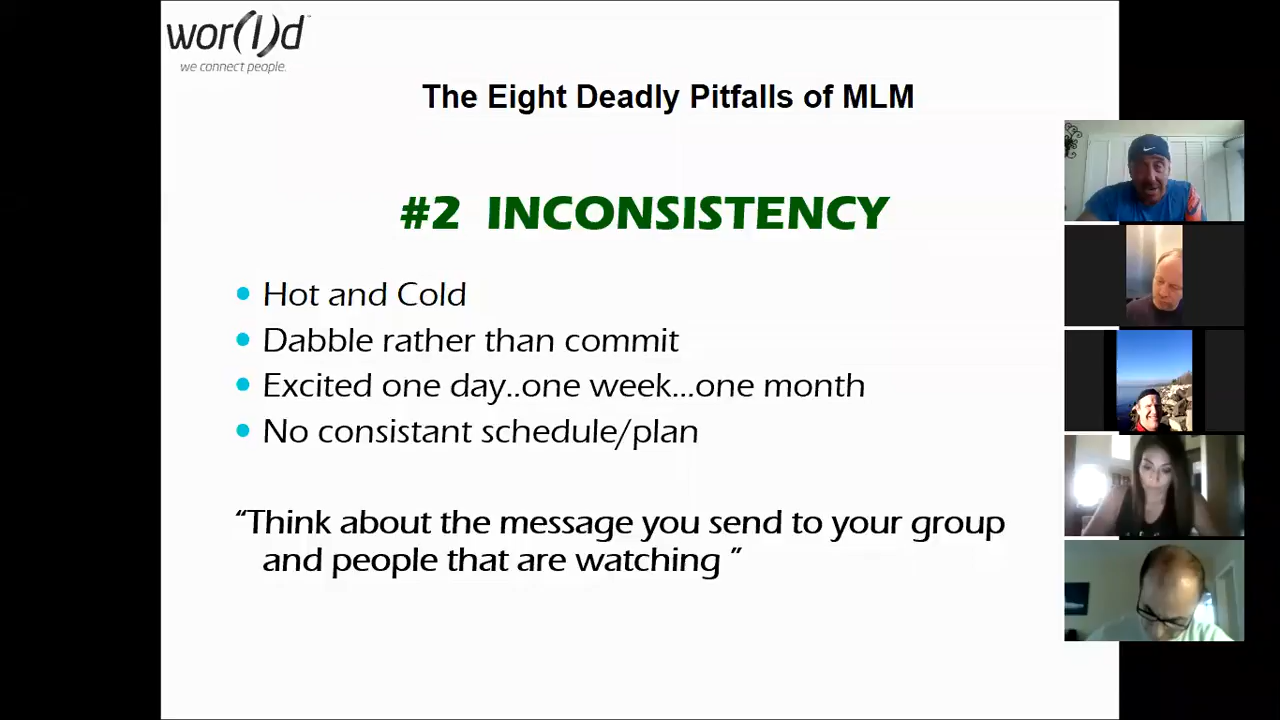 wor(l)d
we connect people.
The Eight Deadly Pitfalls of MLM
#2 INCONSISTENCY
• Hot and Cold
• Dabble rather than commit
• Excited one day..one week...one month
• No consistant schedule/plan
“Think about the message you send to your group
and people that are watching ”